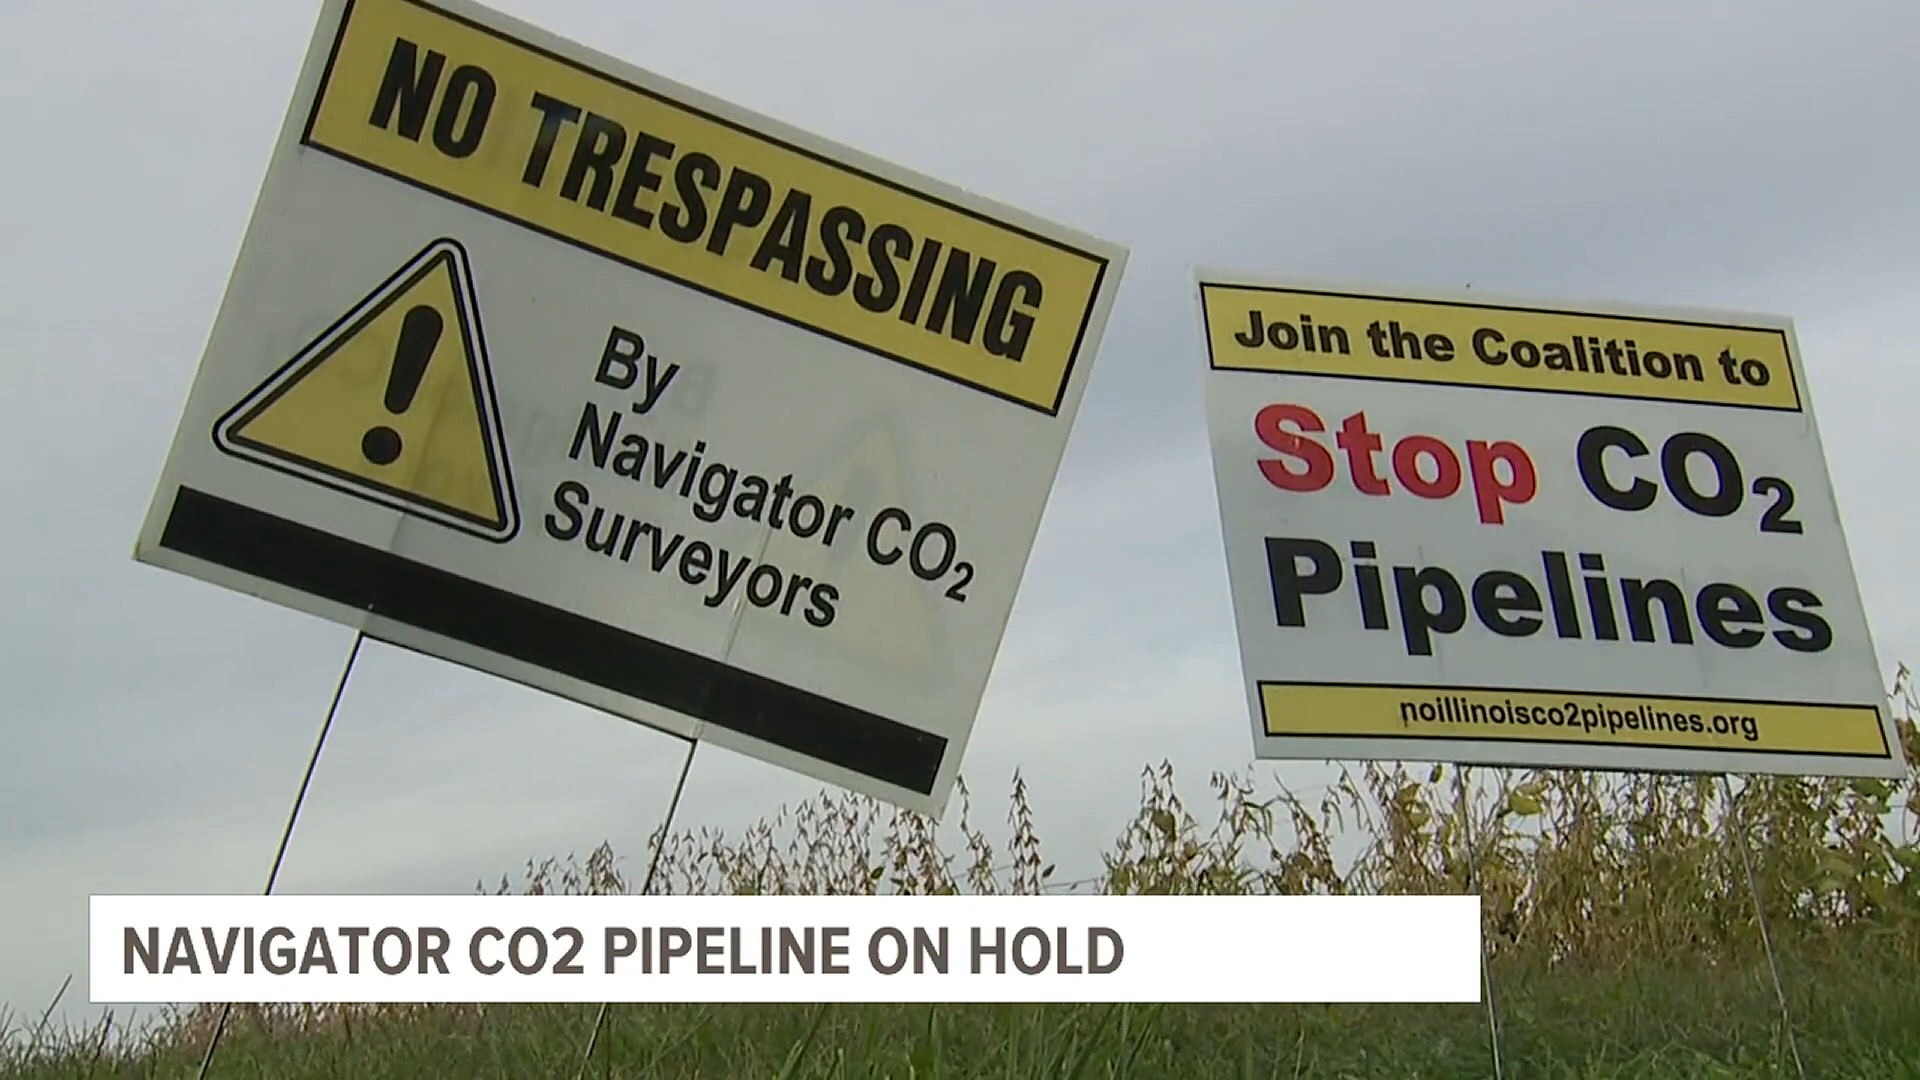 NO TRESPASSING
By
Navigator CO₂
Surveyors
Join the Coalition to
Stop CO₂
Pipelines
noillinoisco2pipelines.org
NAVIGATOR CO2 PIPELINE ON HOLD